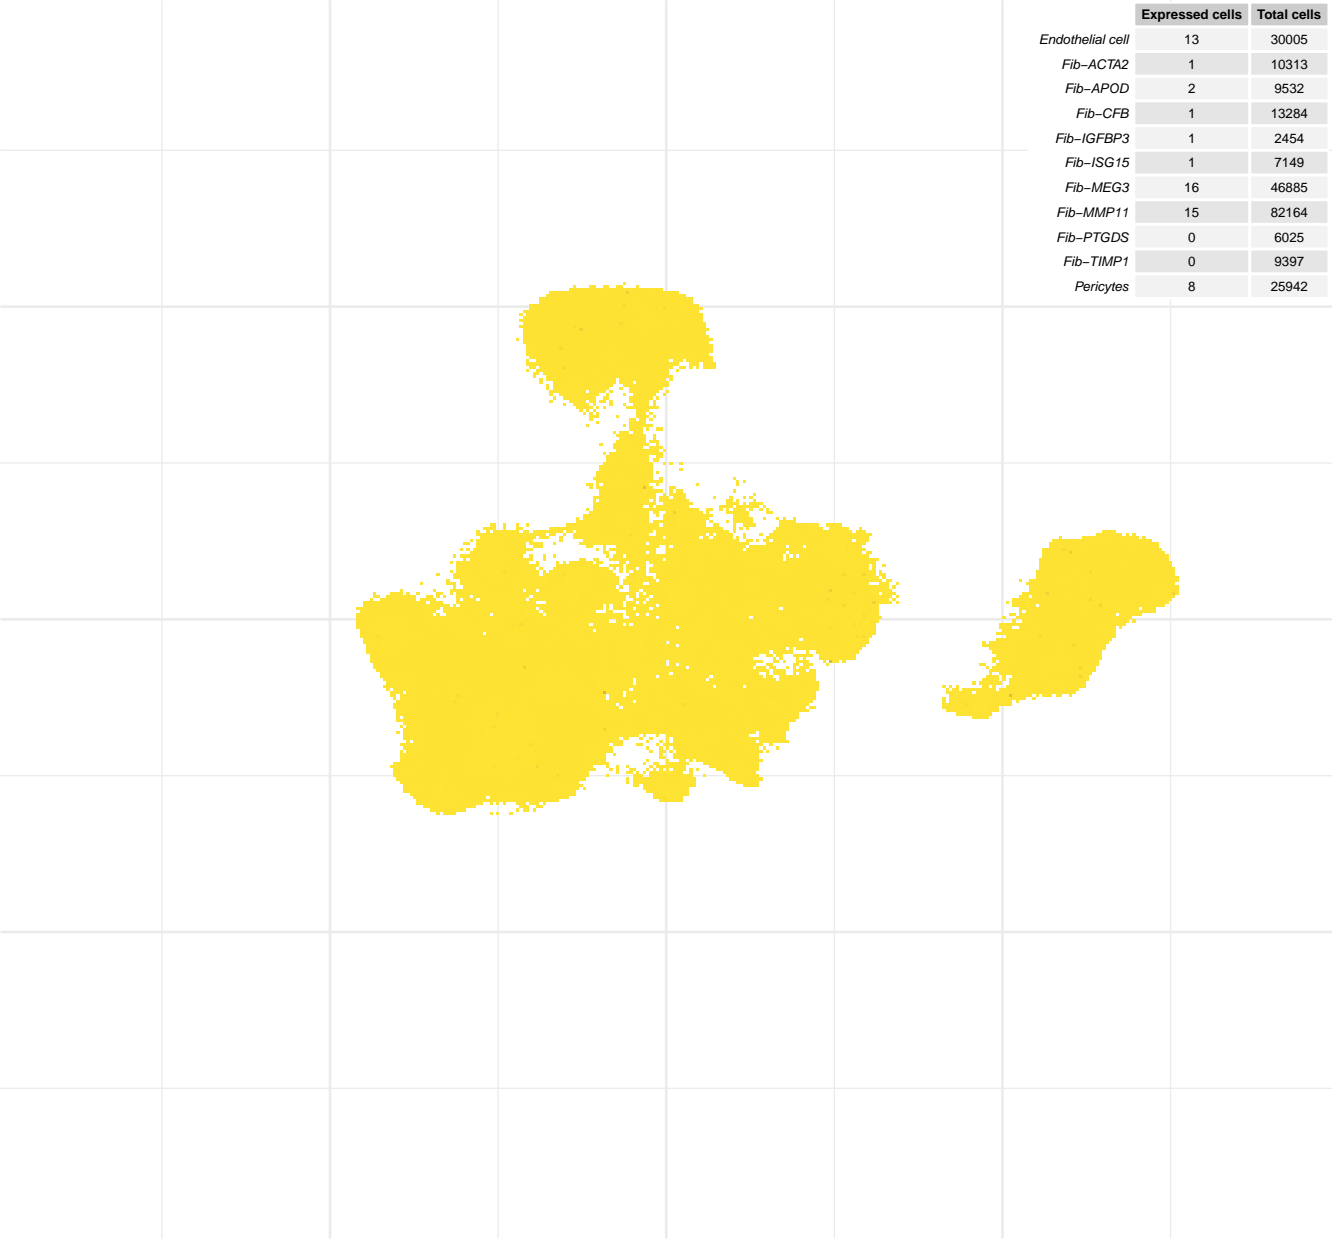 Expressed cells Total cells
Endothelial cell 13 30005
Fib−ACTA2 1 10313
Fib−APOD 2 9532
Fib−CFB 1 13284
Fib−IGFBP3 1 2454
Fib−ISG15 1 7149
Fib−MEG3 16 46885
Fib−MMP11 15 82164
Fib−PTGDS 0 6025
Fib−TIMP1 0 9397
Pericytes 8 25942